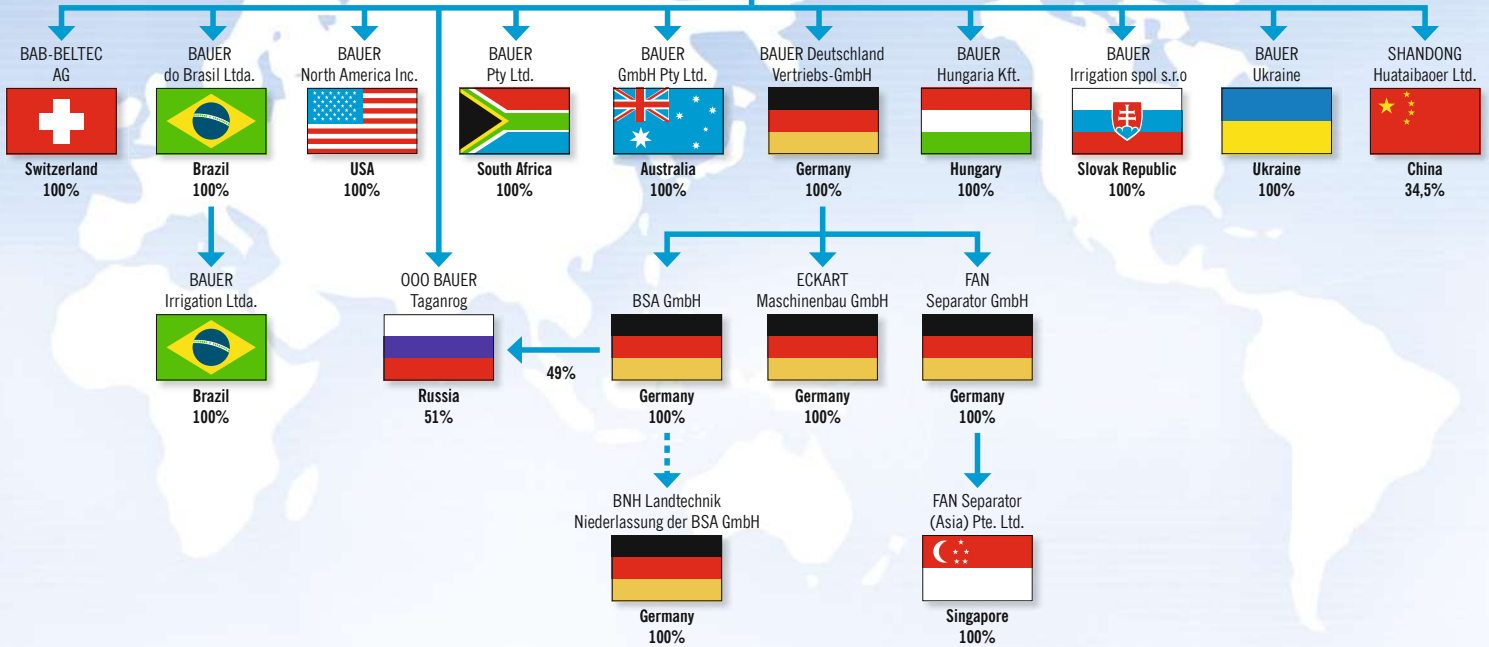 BAB-BELTEC
AG
Switzerland
100%
BAUER
do Brasil Ltda.
Brazil
100%
BAUER
North America Inc.
USA
100%
BAUER
Pty Ltd.
South Africa
100%
BAUER
GmbH Pty Ltd.
Australia
100%
BAUER Deutschland
Vertriebs-GmbH
Germany
100%
BAUER
Hungaria Kft.
Hungary
100%
BAUER
Irrigation spol s.r.o
Slovak Republic
100%
BAUER
Ukraine
Ukraine
100%
SHANDONG
Huataibaoer Ltd.
China
34,5%
BAUER
Irrigation Ltda.
Brazil
100%
OOO BAUER
Taganrog
Russia
51%
49%
BSA GmbH
Germany
100%
ECKART
Maschinenbau GmbH
Germany
100%
FAN
Separator GmbH
Germany
100%
BNH Landtechnik
Niederlassung der BSA GmbH
Germany
100%
FAN Separator
(Asia) Pte. Ltd.
Singapore
100%